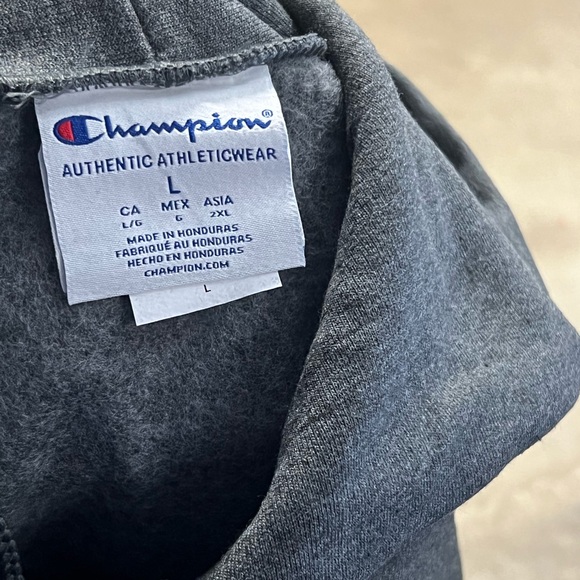 Champion®
AUTHENTIC ATHLETICWEAR
L
CA MEX ASIA
L/G G 2XL
MADE IN HONDURAS
FABRIQUÉ AU HONDURAS
HECHO EN HONDURAS
CHAMPION.COM
L